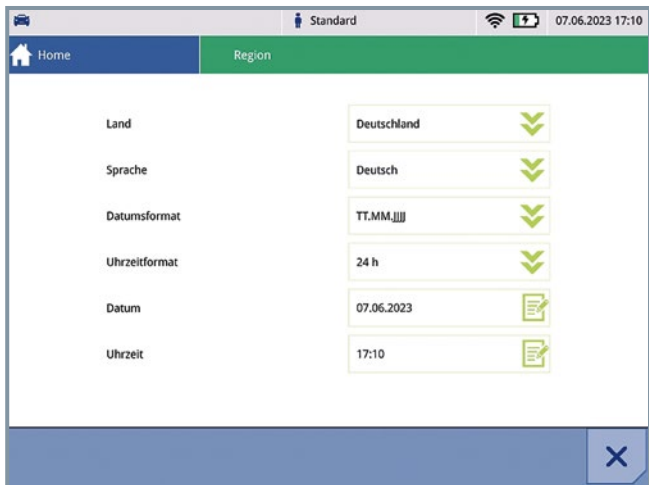 Standard 07.06.2023 17:10
Home Region
Land Deutschland
Sprache Deutsch
Datumsformat TT.MM.JJJJ
Uhrzeitformat 24 h
Datum 07.06.2023
Uhrzeit 17:10